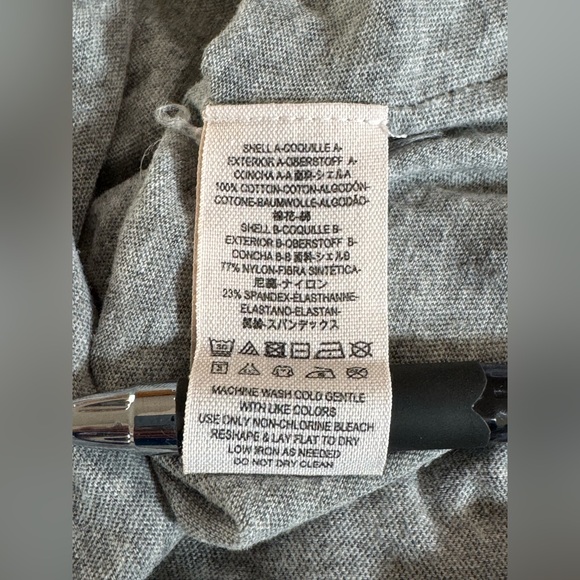 SHELL A-COQUILLE A-
EXTERIOR A-OBERSTOFF A-
CONCHA A-A 面料-シェルA
100% COTTON-COTON-ALGODÓN-
COTONE-BAUMWOLLE-ALGODÃO-
棉花-綿
SHELL B-COQUILLE B-
EXTERIOR B-OBERSTOFF B-
CONCHA B-B 面料-シェルB
77% NYLON-FIBRA SINTÉTICA-
尼龍-ナイロン
23% SPANDEX-ELASTHANNE-
ELASTANO-ELASTAN-
-スパンデックス
MACHINE WASH COLD GENTLE
WITH LIKE COLORS
USE ONLY NON-CHLORINE BLEACH
RESHAPE & LAY FLAT TO DRY
LOW IRON AS NEEDED
DO NOT DRY CLEAN